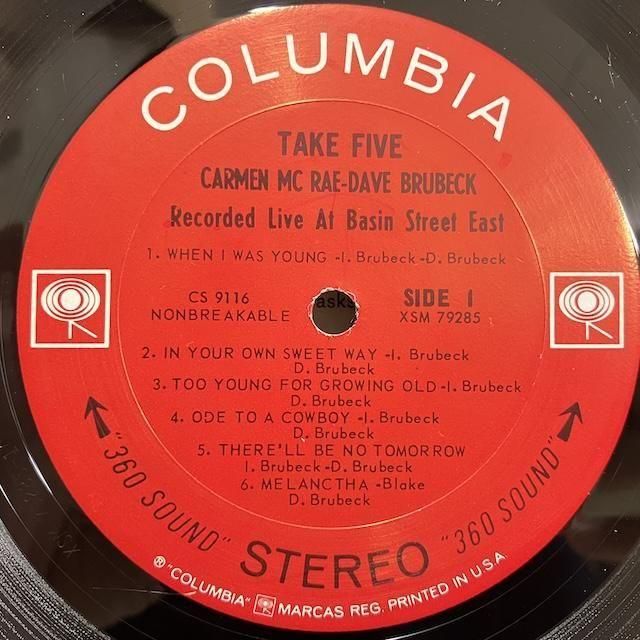 COLUMBIA
TAKE FIVE
CARMEN MC RAE-DAVE BRUBECK
Recorded Live At Basin Street East
1. WHEN I WAS YOUNG -I. Brubeck -D. Brubeck
CS 9116
NONBREAKABLE
asks
SIDE 1
XSM 79285
2. IN YOUR OWN SWEET WAY -I. Brubeck
D. Brubeck
3. TOO YOUNG FOR GROWING OLD -I. Brubeck
D. Brubeck
4. ODE TO A COWBOY -I. Brubeck
D. Brubeck
5. THERE'LL BE NO TOMORROW
I. Brubeck -D. Brubeck
6. MELANCTHA -Blake
D. Brubeck
"360 SOUND" STEREO "360 SOUND"
® "COLUMBIA" MARCAS REG. PRINTED IN U.S.A.